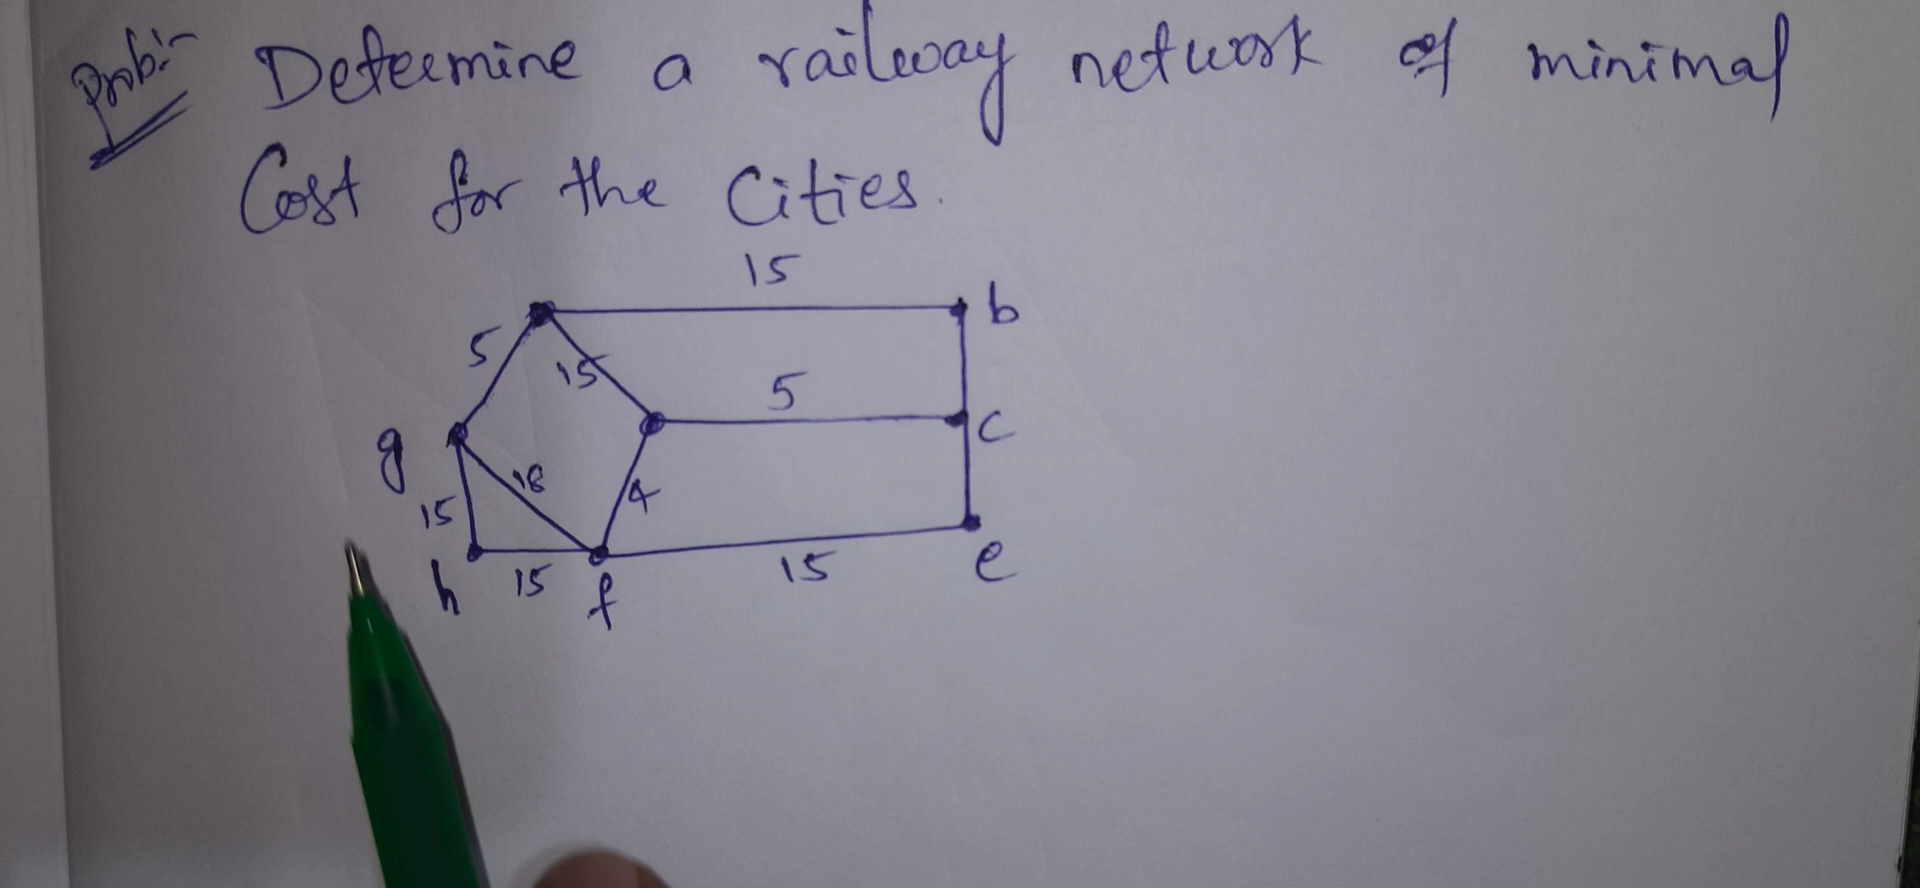 Prob:-
Determine a railway network of minimal
Cost for the Cities.
15
b
5
15
5
c
g
18
4
15
h
15
f
15
e